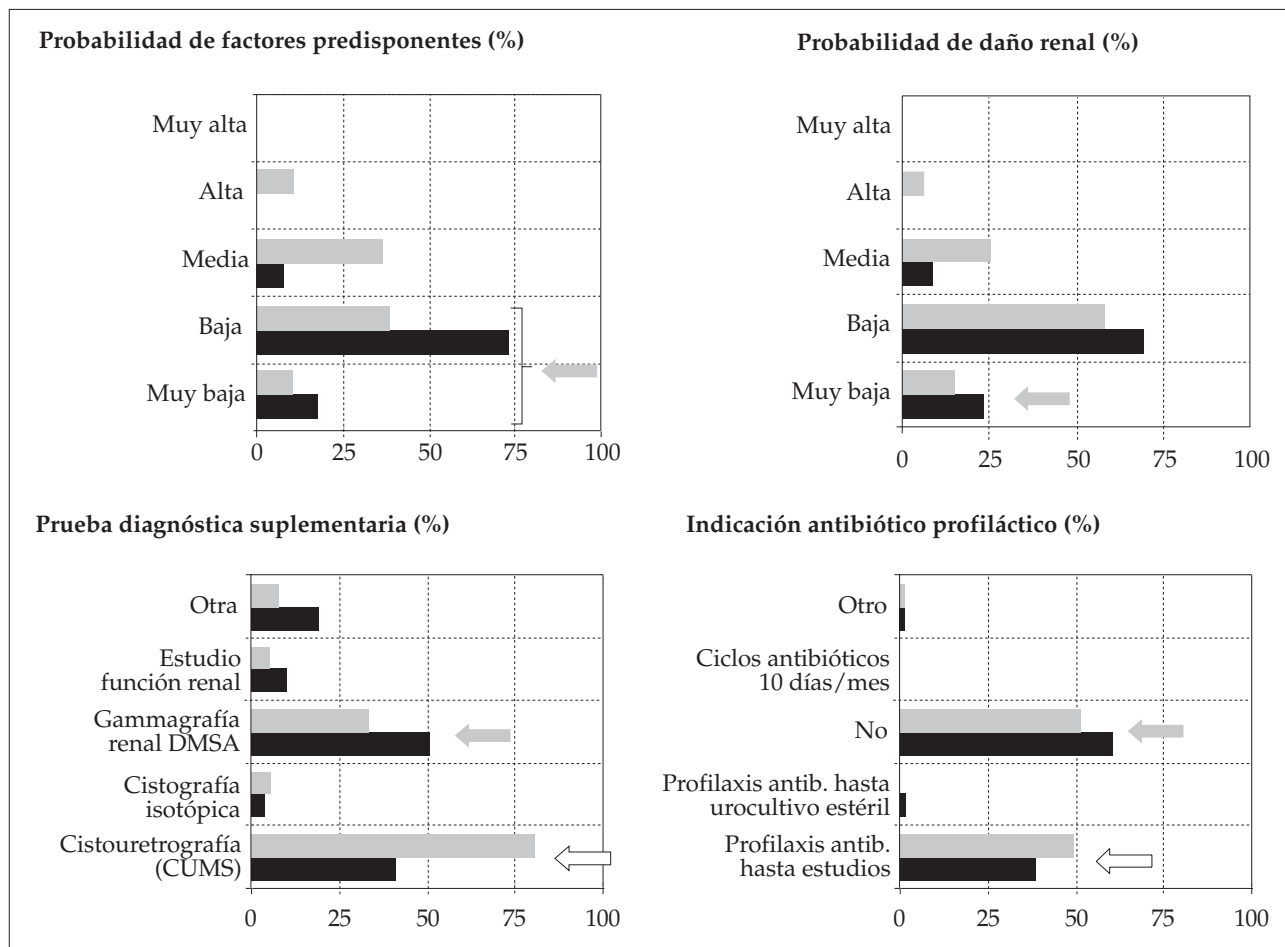 Probabilidad de factores predisponentes (%)
Muy alta
Alta
Media
Baja
Muy baja
0 25 50 75 100
Probabilidad de daño renal (%)
Muy alta
Alta
Media
Baja
Muy baja
0 25 50 75 100
Prueba diagnóstica suplementaria (%)
Otra
Estudio
función renal
Gammagrafía
renal DMSA
Cistografía
isotópica
Cistouretrografía
(CUMS)
0 25 50 75 100
Indicación antibiótico profiláctico (%)
Otro
Ciclos antibióticos
10 días/mes
No
Profilaxis antib. hasta
urocultivo estéril
Profilaxis antib.
hasta estudios
0 25 50 75 100